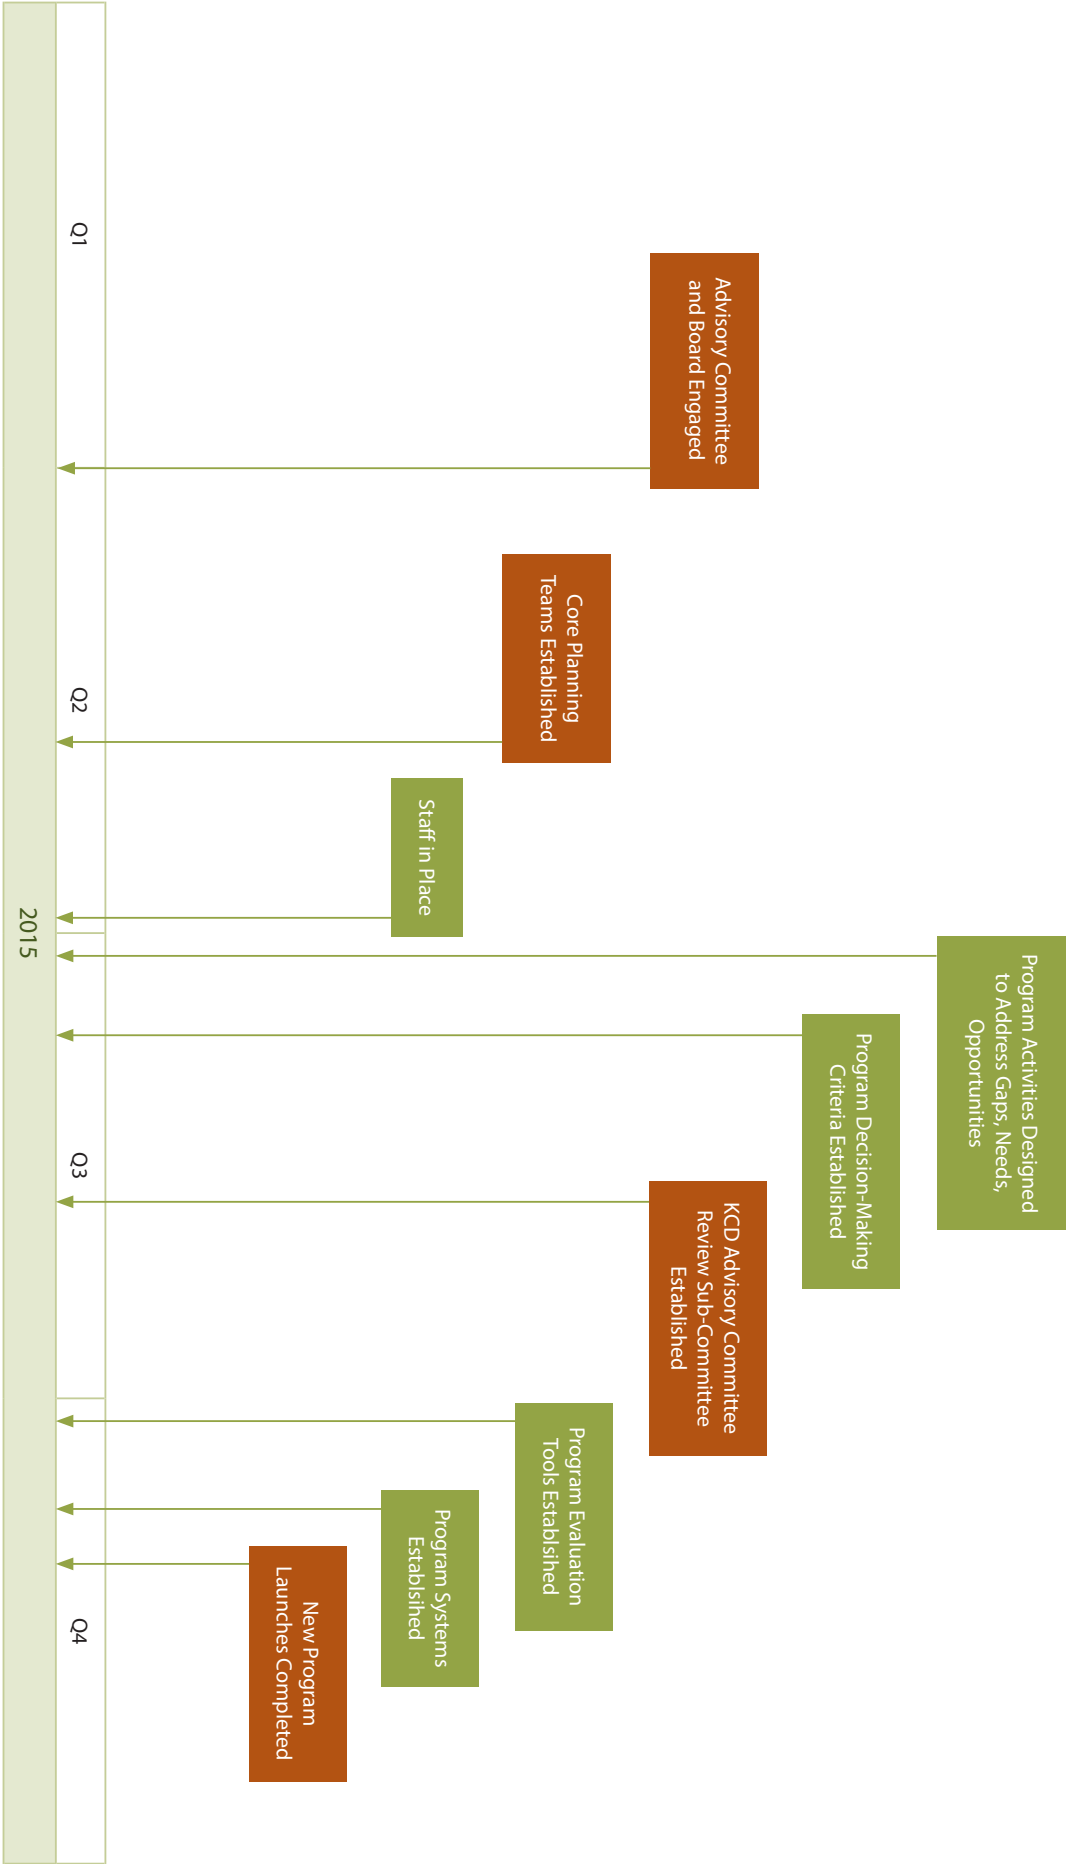 Advisory Committee
and Board Engaged
Core Planning
Teams Established
Staff in Place
Program Activities Designed
to Address Gaps, Needs,
Opportunities
Program Decision-Making
Criteria Established
KCD Advisory Committee
Review Sub-Committee
Established
Program Evaluation
Tools Establsihed
Program Systems
Establsihed
New Program
Launches Completed
Q1
Q2
Q3
Q4
2015